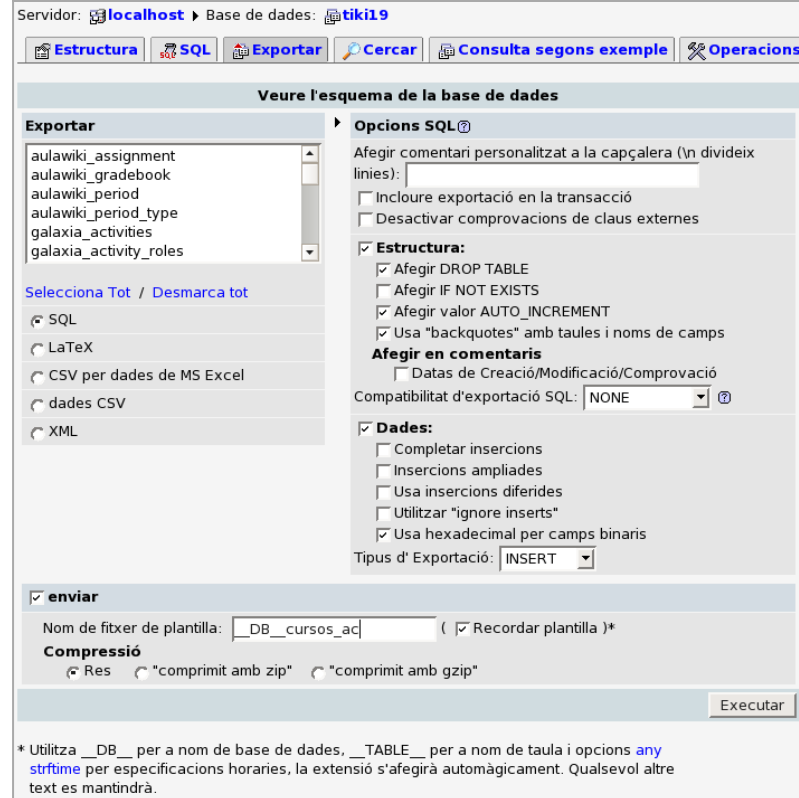 Servidor: localhost ▸ Base de dades: tiki19
Estructura SQL Exportar Cercar Consulta segons exemple Operacions
Veure l'esquema de la base de dades
Exportar
aulawiki_assignment
aulawiki_gradebook
aulawiki_period
aulawiki_period_type
galaxia_activities
galaxia_activity_roles
Selecciona Tot / Desmarca tot
SQL
LaTeX
CSV per dades de MS Excel
dades CSV
XML
Opcions SQL
Afegir comentari personalitzat a la capçalera (\n divideix
linies):
Incloure exportació en la transacció
Desactivar comprovacions de claus externes
Estructura:
Afegir DROP TABLE
Afegir IF NOT EXISTS
Afegir valor AUTO_INCREMENT
Usa "backquotes" amb taules i noms de camps
Afegir en comentaris
Datas de Creació/Modificació/Comprovació
Compatibilitat d'exportació SQL: NONE
Dades:
Completar insercions
Insercions ampliades
Usa insercions diferides
Utilitzar "ignore inserts"
Usa hexadecimal per camps binaris
Tipus d' Exportació: INSERT
enviar
Nom de fitxer de plantilla: __DB__cursos_ac ( Recordar plantilla )*
Compressió
Res "comprimit amb zip" "comprimit amb gzip"
Executar
* Utilitza __DB__ per a nom de base de dades, __TABLE__ per a nom de taula i opcions any
strftime per especificacions horaries, la extensió s'afegirà automàgicament. Qualsevol altre
text es mantindrà.